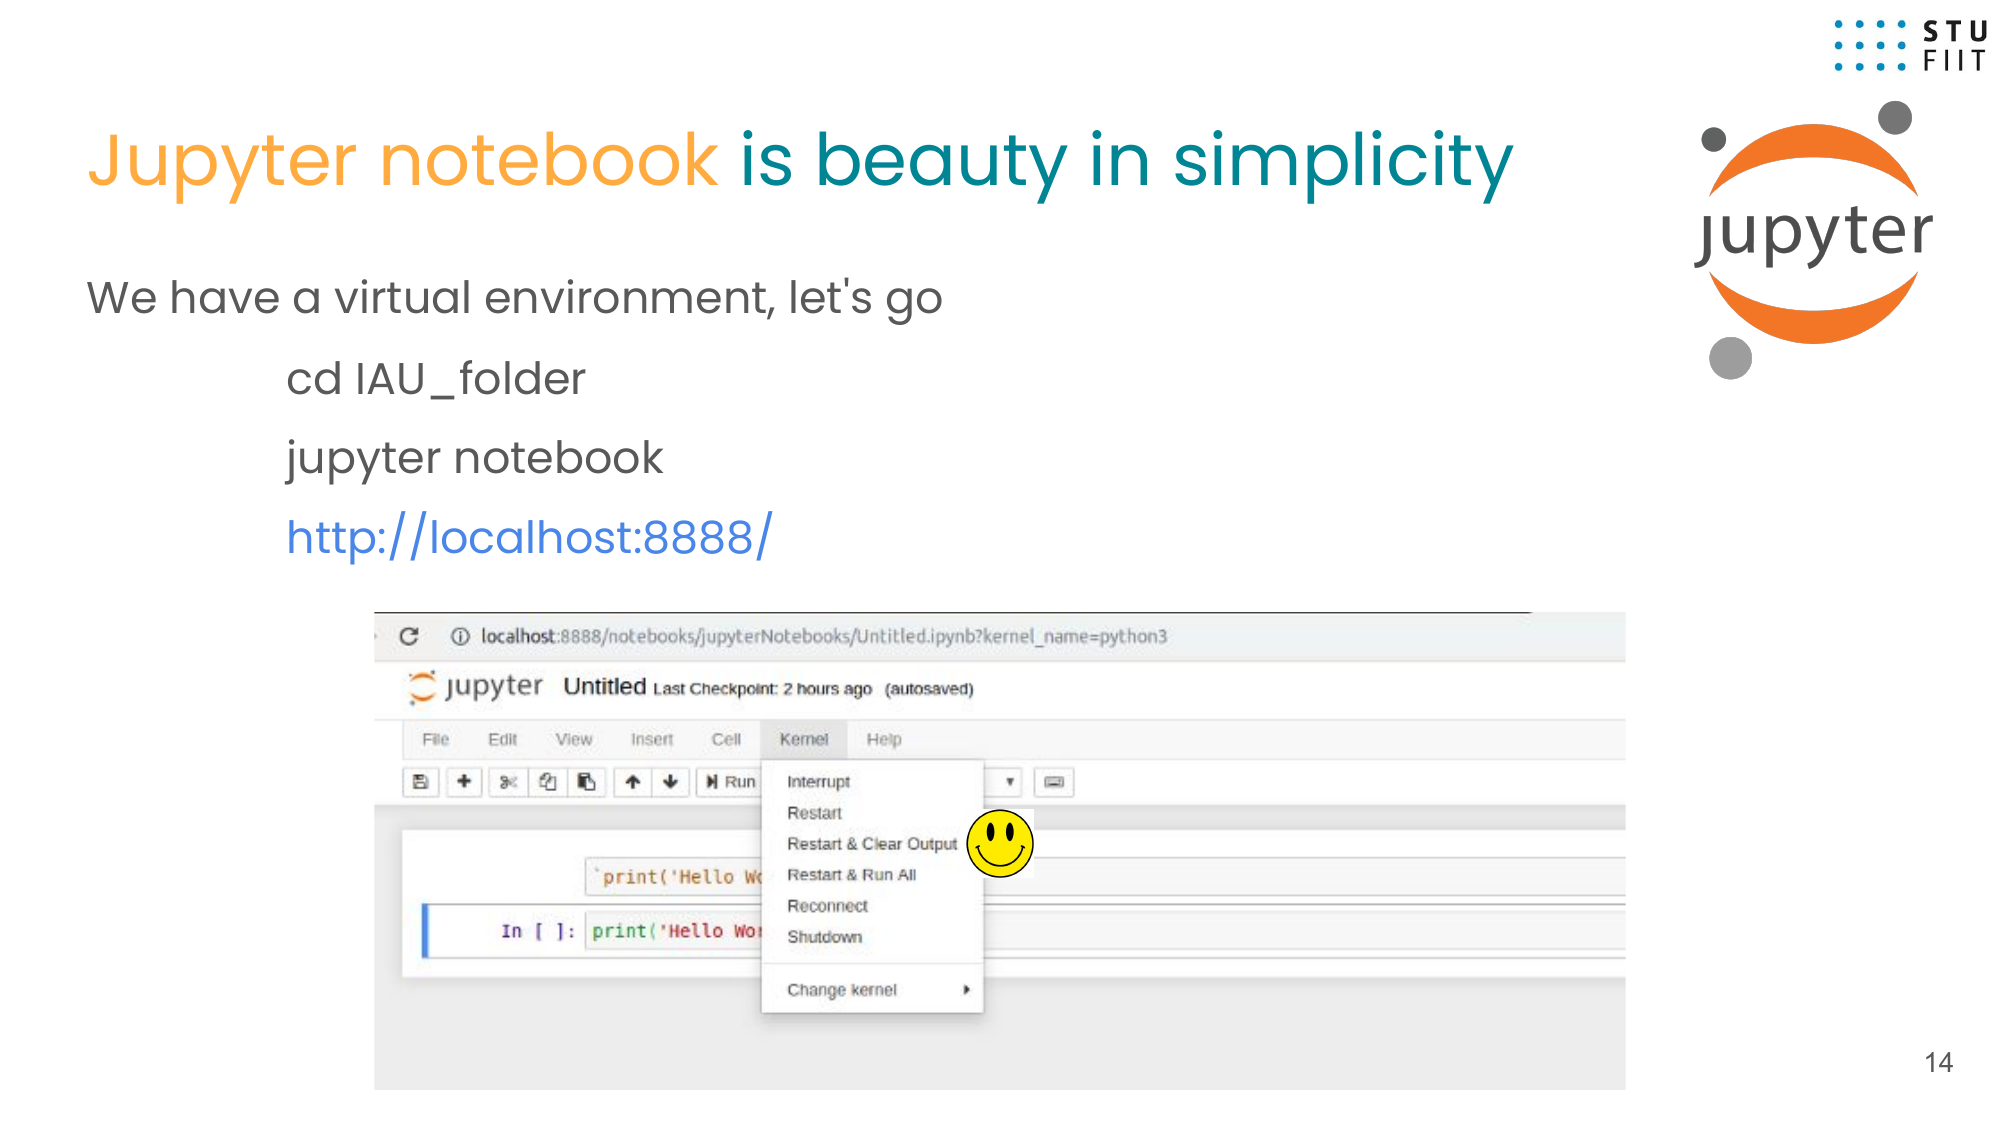 STU
FIIT
Jupyter notebook is beauty in simplicity
jupyter
We have a virtual environment, let's go
cd IAU_folder
jupyter notebook
http://localhost:8888/
localhost:8888/notebooks/jupyterNotebooks/Untitled.ipynb?kernel_name=python3
jupyter Untitled Last Checkpoint: 2 hours ago (autosaved)
File Edit View Insert Cell Kernel Help
Run
Interrupt
Restart
Restart & Clear Output
`print('Hello Wo
Restart & Run All
Reconnect
In [ ]: print('Hello Wor
Shutdown
Change kernel
14